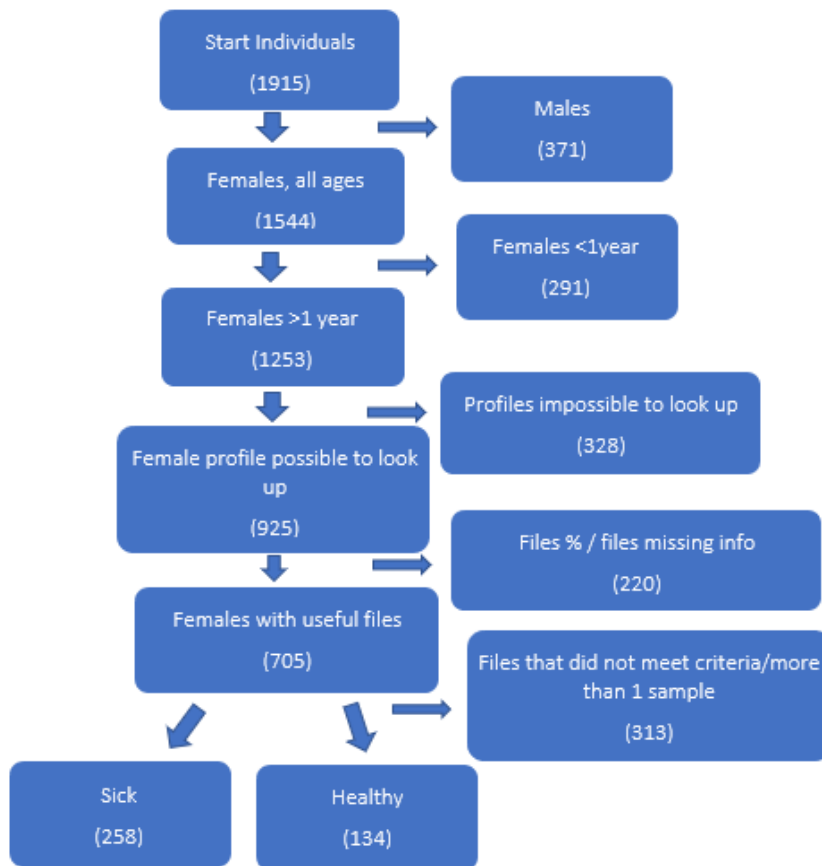 Start Individuals
(1915)
Males
(371)
Females, all ages
(1544)
Females <1year
(291)
Females >1 year
(1253)
Profiles impossible to look up
(328)
Female profile possible to look
up
(925)
Files % / files missing info
(220)
Females with useful files
(705)
Files that did not meet criteria/more
than 1 sample
(313)
Sick
(258)
Healthy
(134)